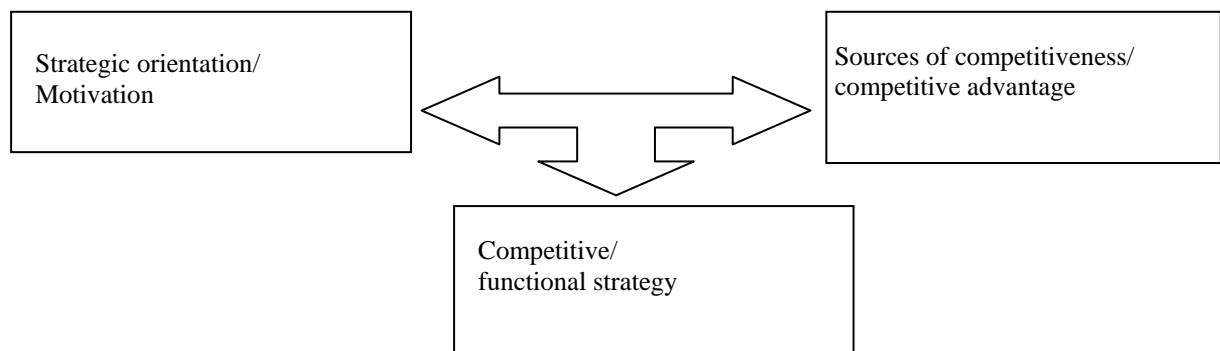 Strategic orientation/
Motivation
Sources of competitiveness/
competitive advantage
Competitive/
functional strategy